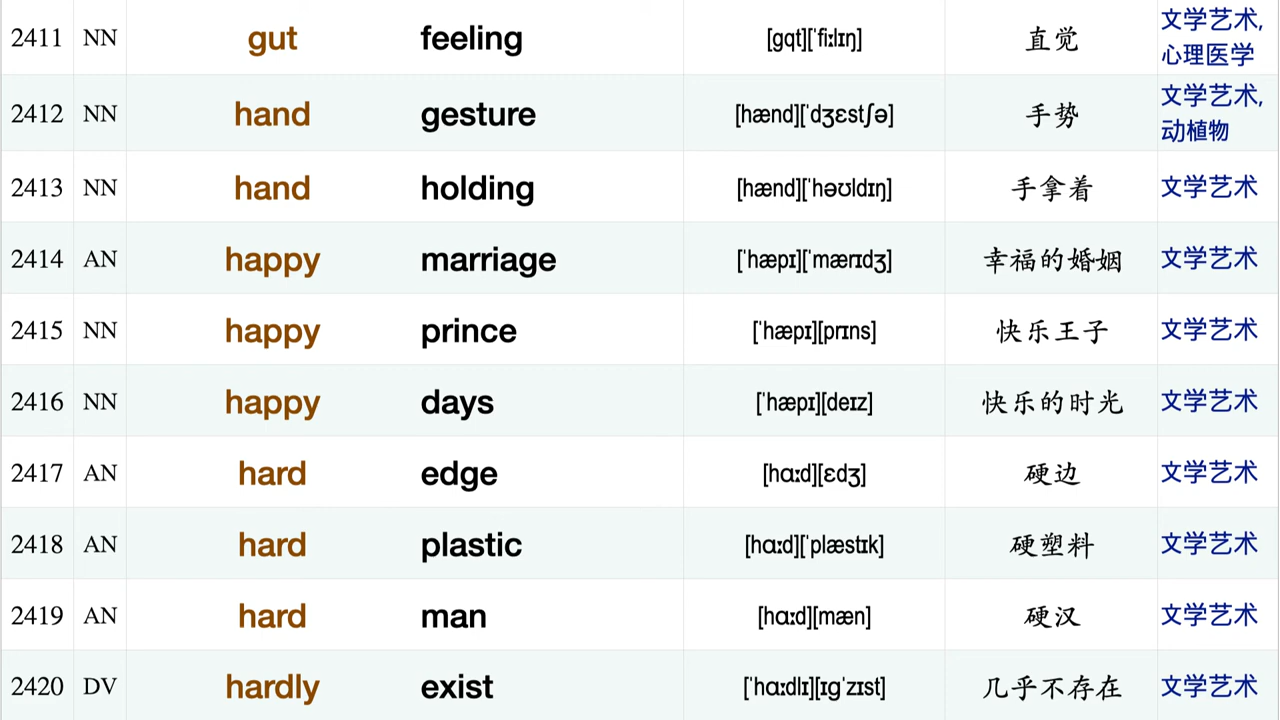 2411 NN gut feeling [gqt][ˈfiːlɪŋ] 直觉 文学艺术, 心理医学
2412 NN hand gesture [hænd][ˈdʒɛstʃə] 手势 文学艺术, 动植物
2413 NN hand holding [hænd][ˈhəʊldɪŋ] 手拿着 文学艺术
2414 AN happy marriage [ˈhæpɪ][ˈmærɪdʒ] 幸福的婚姻 文学艺术
2415 NN happy prince [ˈhæpɪ][prɪns] 快乐王子 文学艺术
2416 NN happy days [ˈhæpɪ][deɪz] 快乐的时光 文学艺术
2417 AN hard edge [hɑːd][ɛdʒ] 硬边 文学艺术
2418 AN hard plastic [hɑːd][ˈplæstɪk] 硬塑料 文学艺术
2419 AN hard man [hɑːd][mæn] 硬汉 文学艺术
2420 DV hardly exist [ˈhɑːdlɪ][ɪgˈzɪst] 几乎不存在 文学艺术